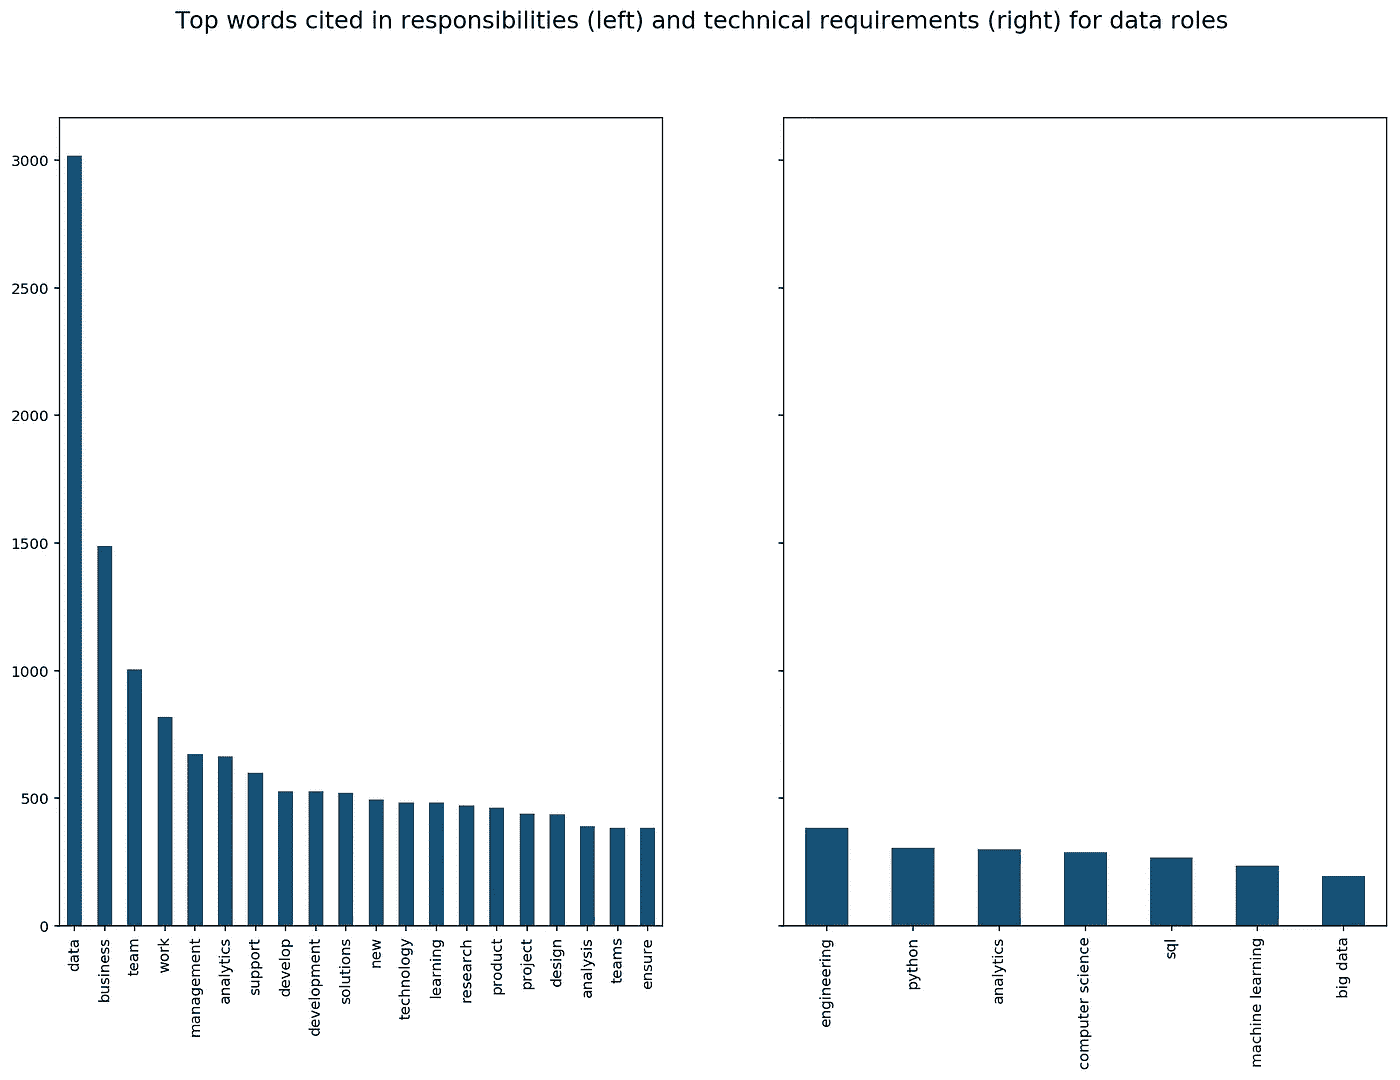 Top words cited in responsibilities (left) and technical requirements (right) for data roles
3000
2500
2000
1500
1000
500
0
data
business
team
work
management
analytics
support
develop
development
solutions
new
technology
learning
research
product
project
design
analysis
teams
ensure
engineering
python
analytics
computer science
sql
machine learning
big data